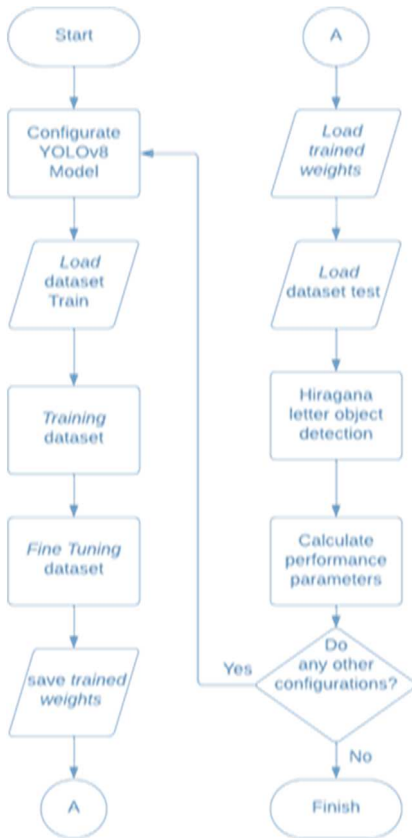 Start
Configurate
YOLOv8
Model
Load
dataset
Train
Training
dataset
Fine Tuning
dataset
save trained
weights
A
A
Load
trained
weights
Load
dataset test
Hiragana
letter object
detection
Calculate
performance
parameters
Do
any other
configurations?
Yes
No
Finish